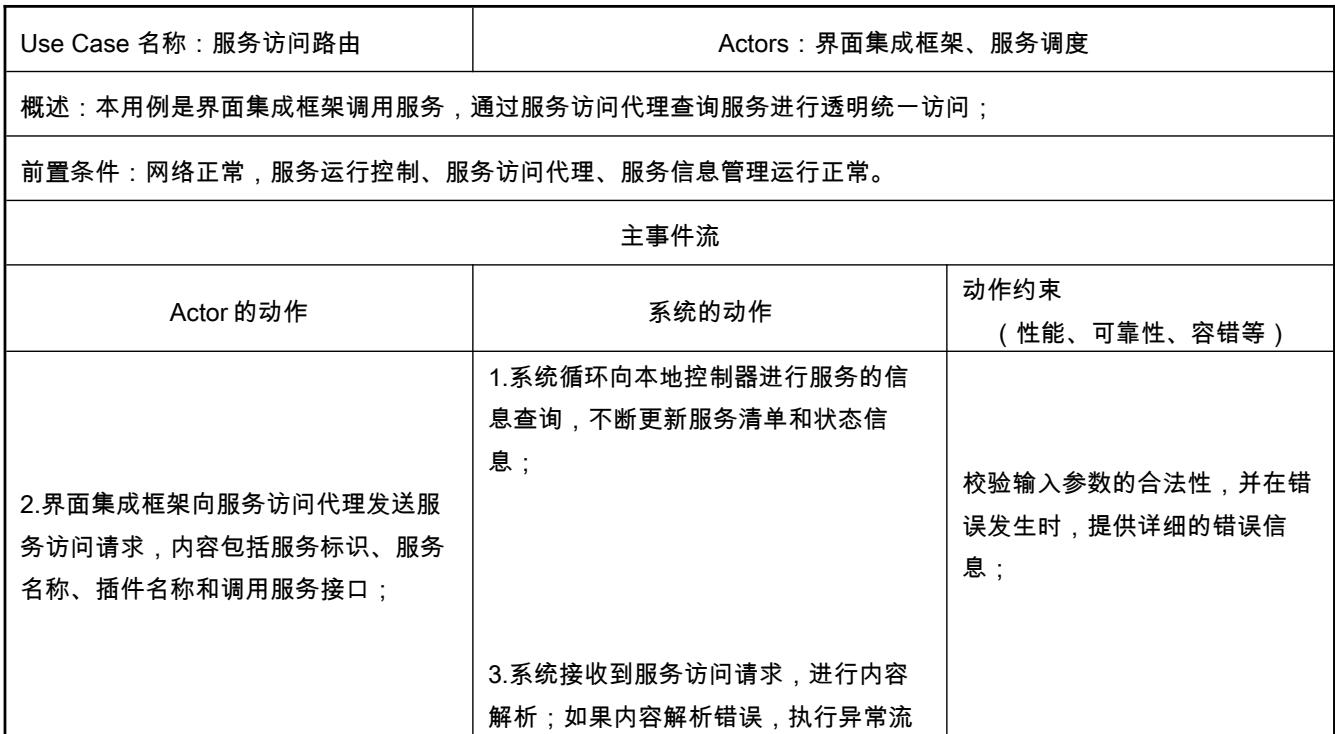 Use Case 名称：服务访问路由
Actors：界面集成框架、服务调度
概述：本用例是界面集成框架调用服务，通过服务访问代理查询服务进行透明统一访问；
前置条件：网络正常，服务运行控制、服务访问代理、服务信息管理运行正常。
主事件流
Actor 的动作
系统的动作
动作约束
（性能、可靠性、容错等）
2.界面集成框架向服务访问代理发送服
务访问请求，内容包括服务标识、服务
名称、插件名称和调用服务接口；
1.系统循环向本地控制器进行服务的信
息查询，不断更新服务清单和状态信
息；
3.系统接收到服务访问请求，进行内容
解析；如果内容解析错误，执行异常流
校验输入参数的合法性，并在错
误发生时，提供详细的错误信
息；